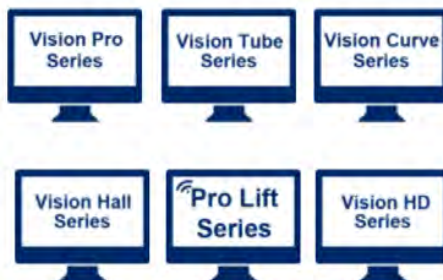 Vision Pro
Series
Vision Tube
Series
Vision Curve
Series
Vision Hall
Series
Pro Lift
Series
Vision HD
Series